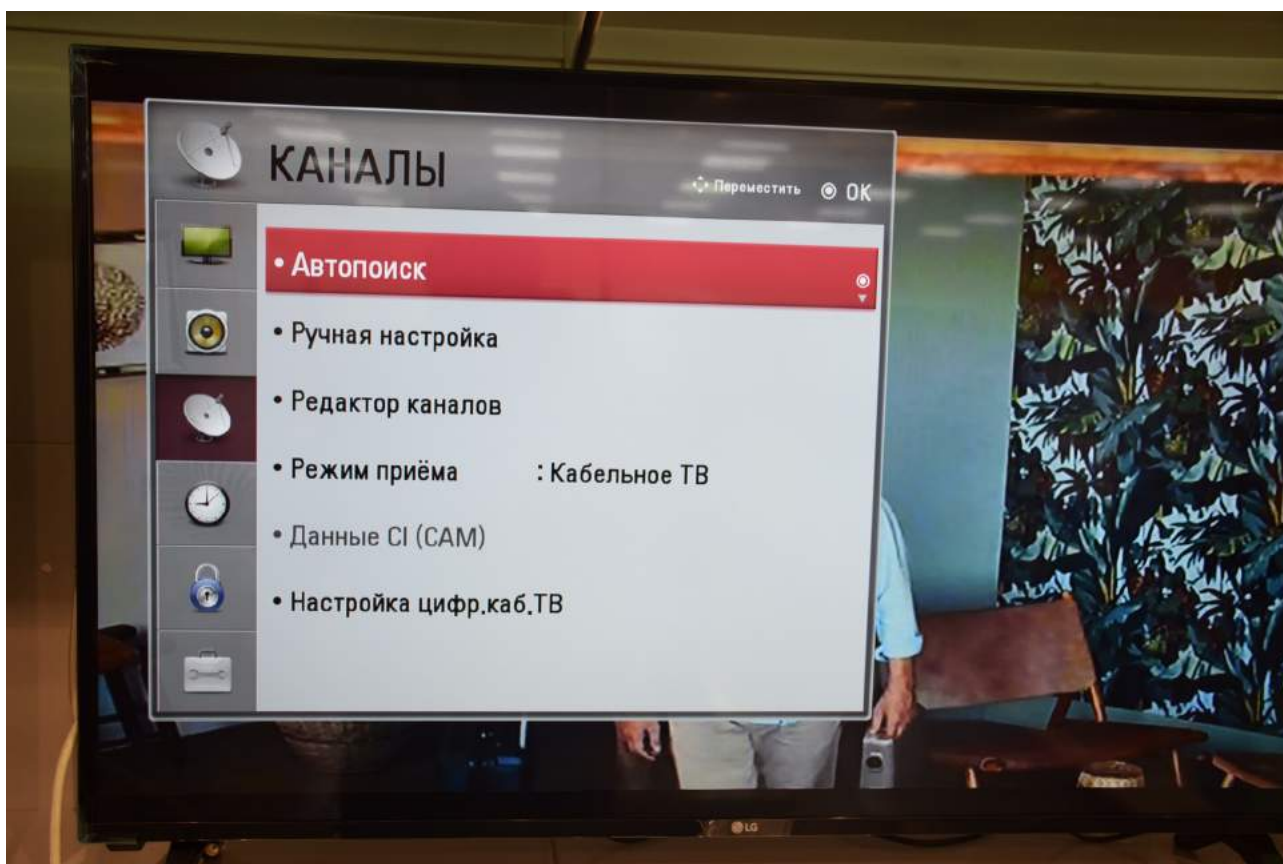 КАНАЛЫ
Переместить OK
• Автопоиск
• Ручная настройка
• Редактор каналов
• Режим приёма : Кабельное ТВ
• Данные CI (CAM)
• Настройка цифр.каб.ТВ
LG